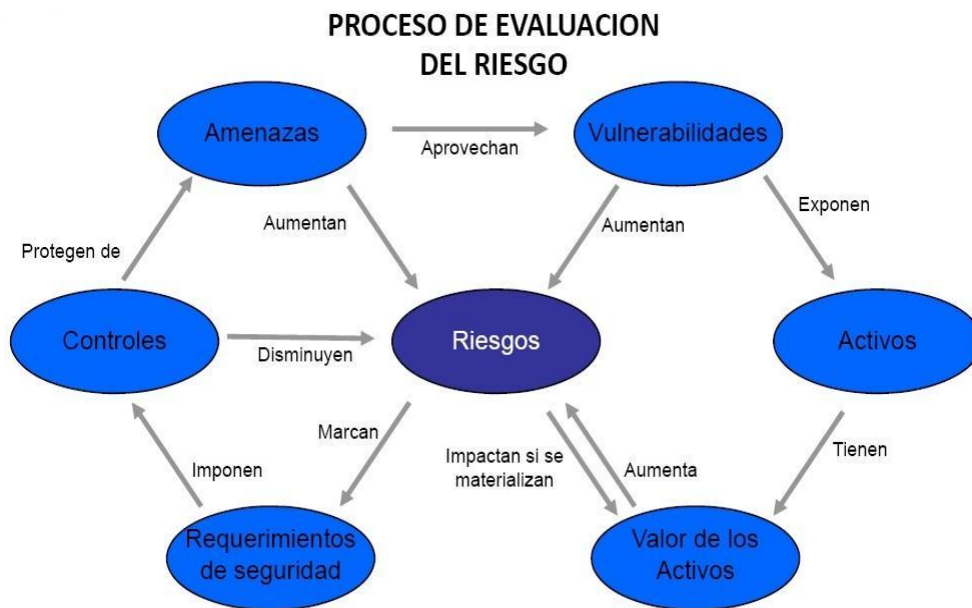 PROCESO DE EVALUACION
DEL RIESGO
Amenazas
Aprovechan
Vulnerabilidades
Aumentan
Aumentan
Exponen
Protegen de
Controles
Disminuyen
Riesgos
Activos
Marcan
Imponen
Impactan si se
materializan
Aumenta
Tienen
Requerimientos
de seguridad
Valor de los
Activos